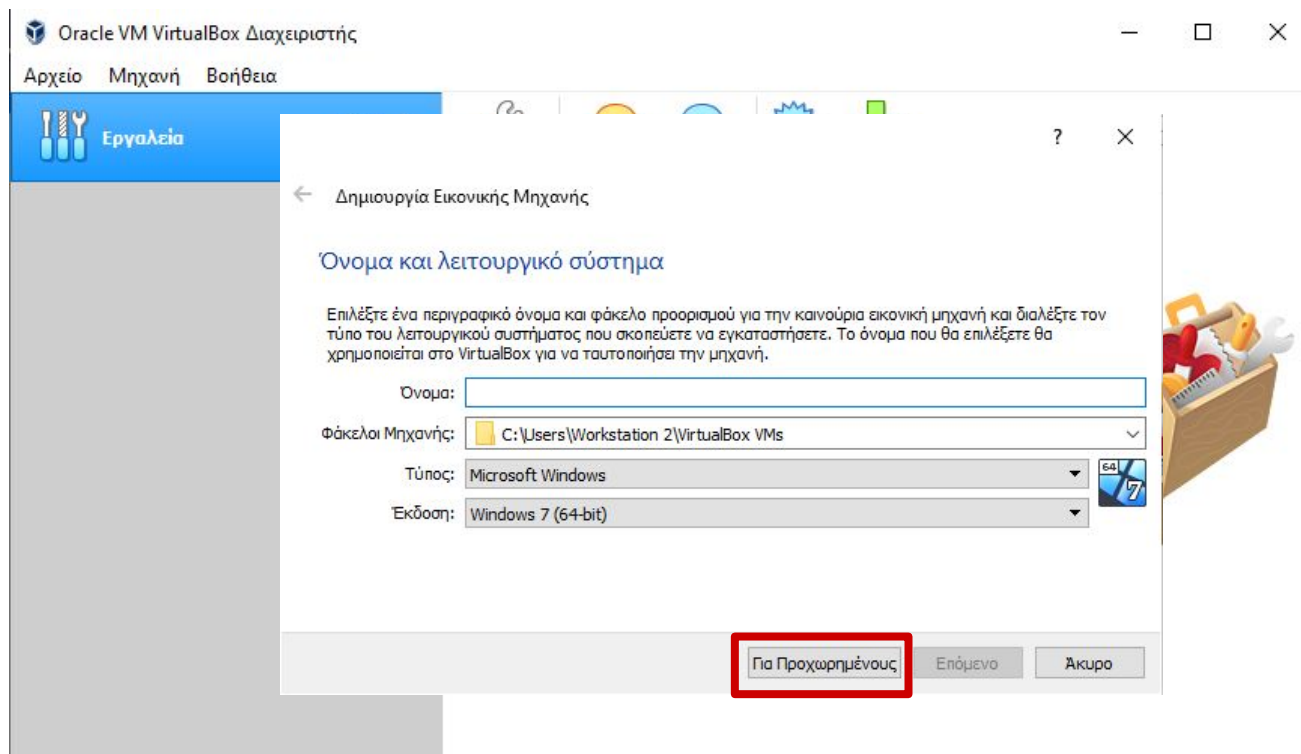 Oracle VM VirtualBox Διαχειριστής
Αρχείο Μηχανή Βοήθεια
Εργαλεία
?
Δημιουργία Εικονικής Μηχανής
Όνομα και λειτουργικό σύστημα
Επιλέξτε ένα περιγραφικό όνομα και φάκελο προορισμού για την καινούρια εικονική μηχανή και διαλέξτε τον
τύπο του λειτουργικού συστήματος που σκοπεύετε να εγκαταστήσετε. Το όνομα που θα επιλέξετε θα
χρημοποιείται στο VirtualBox για να ταυτοποιήσει την μηχανή.
Όνομα:
Φάκελοι Μηχανής: C:\Users\Workstation 2\VirtualBox VMs
Τύπος: Microsoft Windows
64
7
Έκδοση: Windows 7 (64-bit)
Για Προχωρημένους Επόμενο Άκυρο